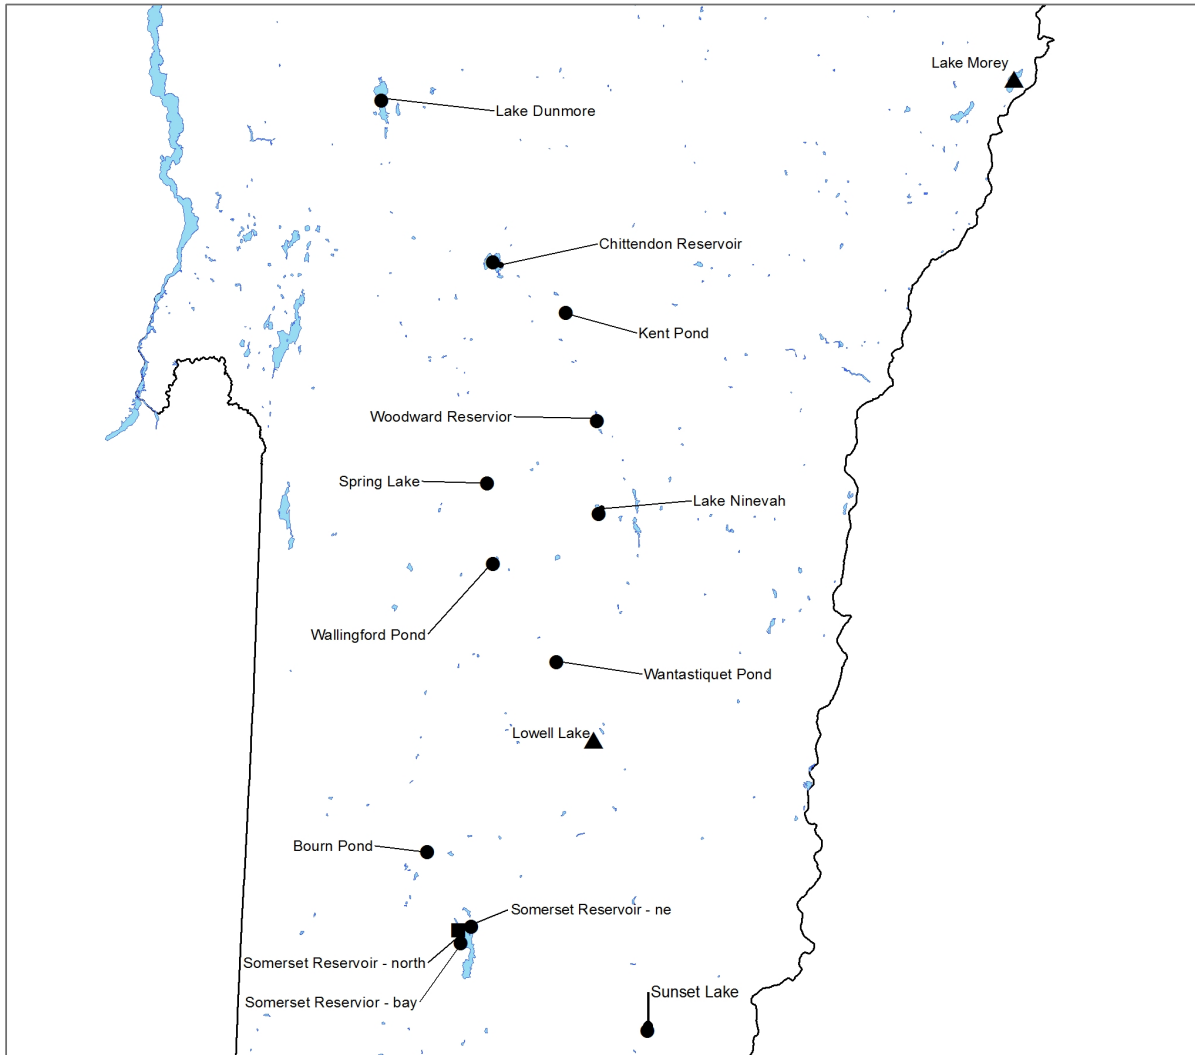 Lake Morey
Lake Dunmore
Chittendon Reservoir
Kent Pond
Woodward Reservior
Spring Lake
Lake Ninevah
Wallingford Pond
Wantastiquet Pond
Lowell Lake
Bourn Pond
Somerset Reservoir - ne
Somerset Reservoir - north
Sunset Lake
Somerset Reservior - bay